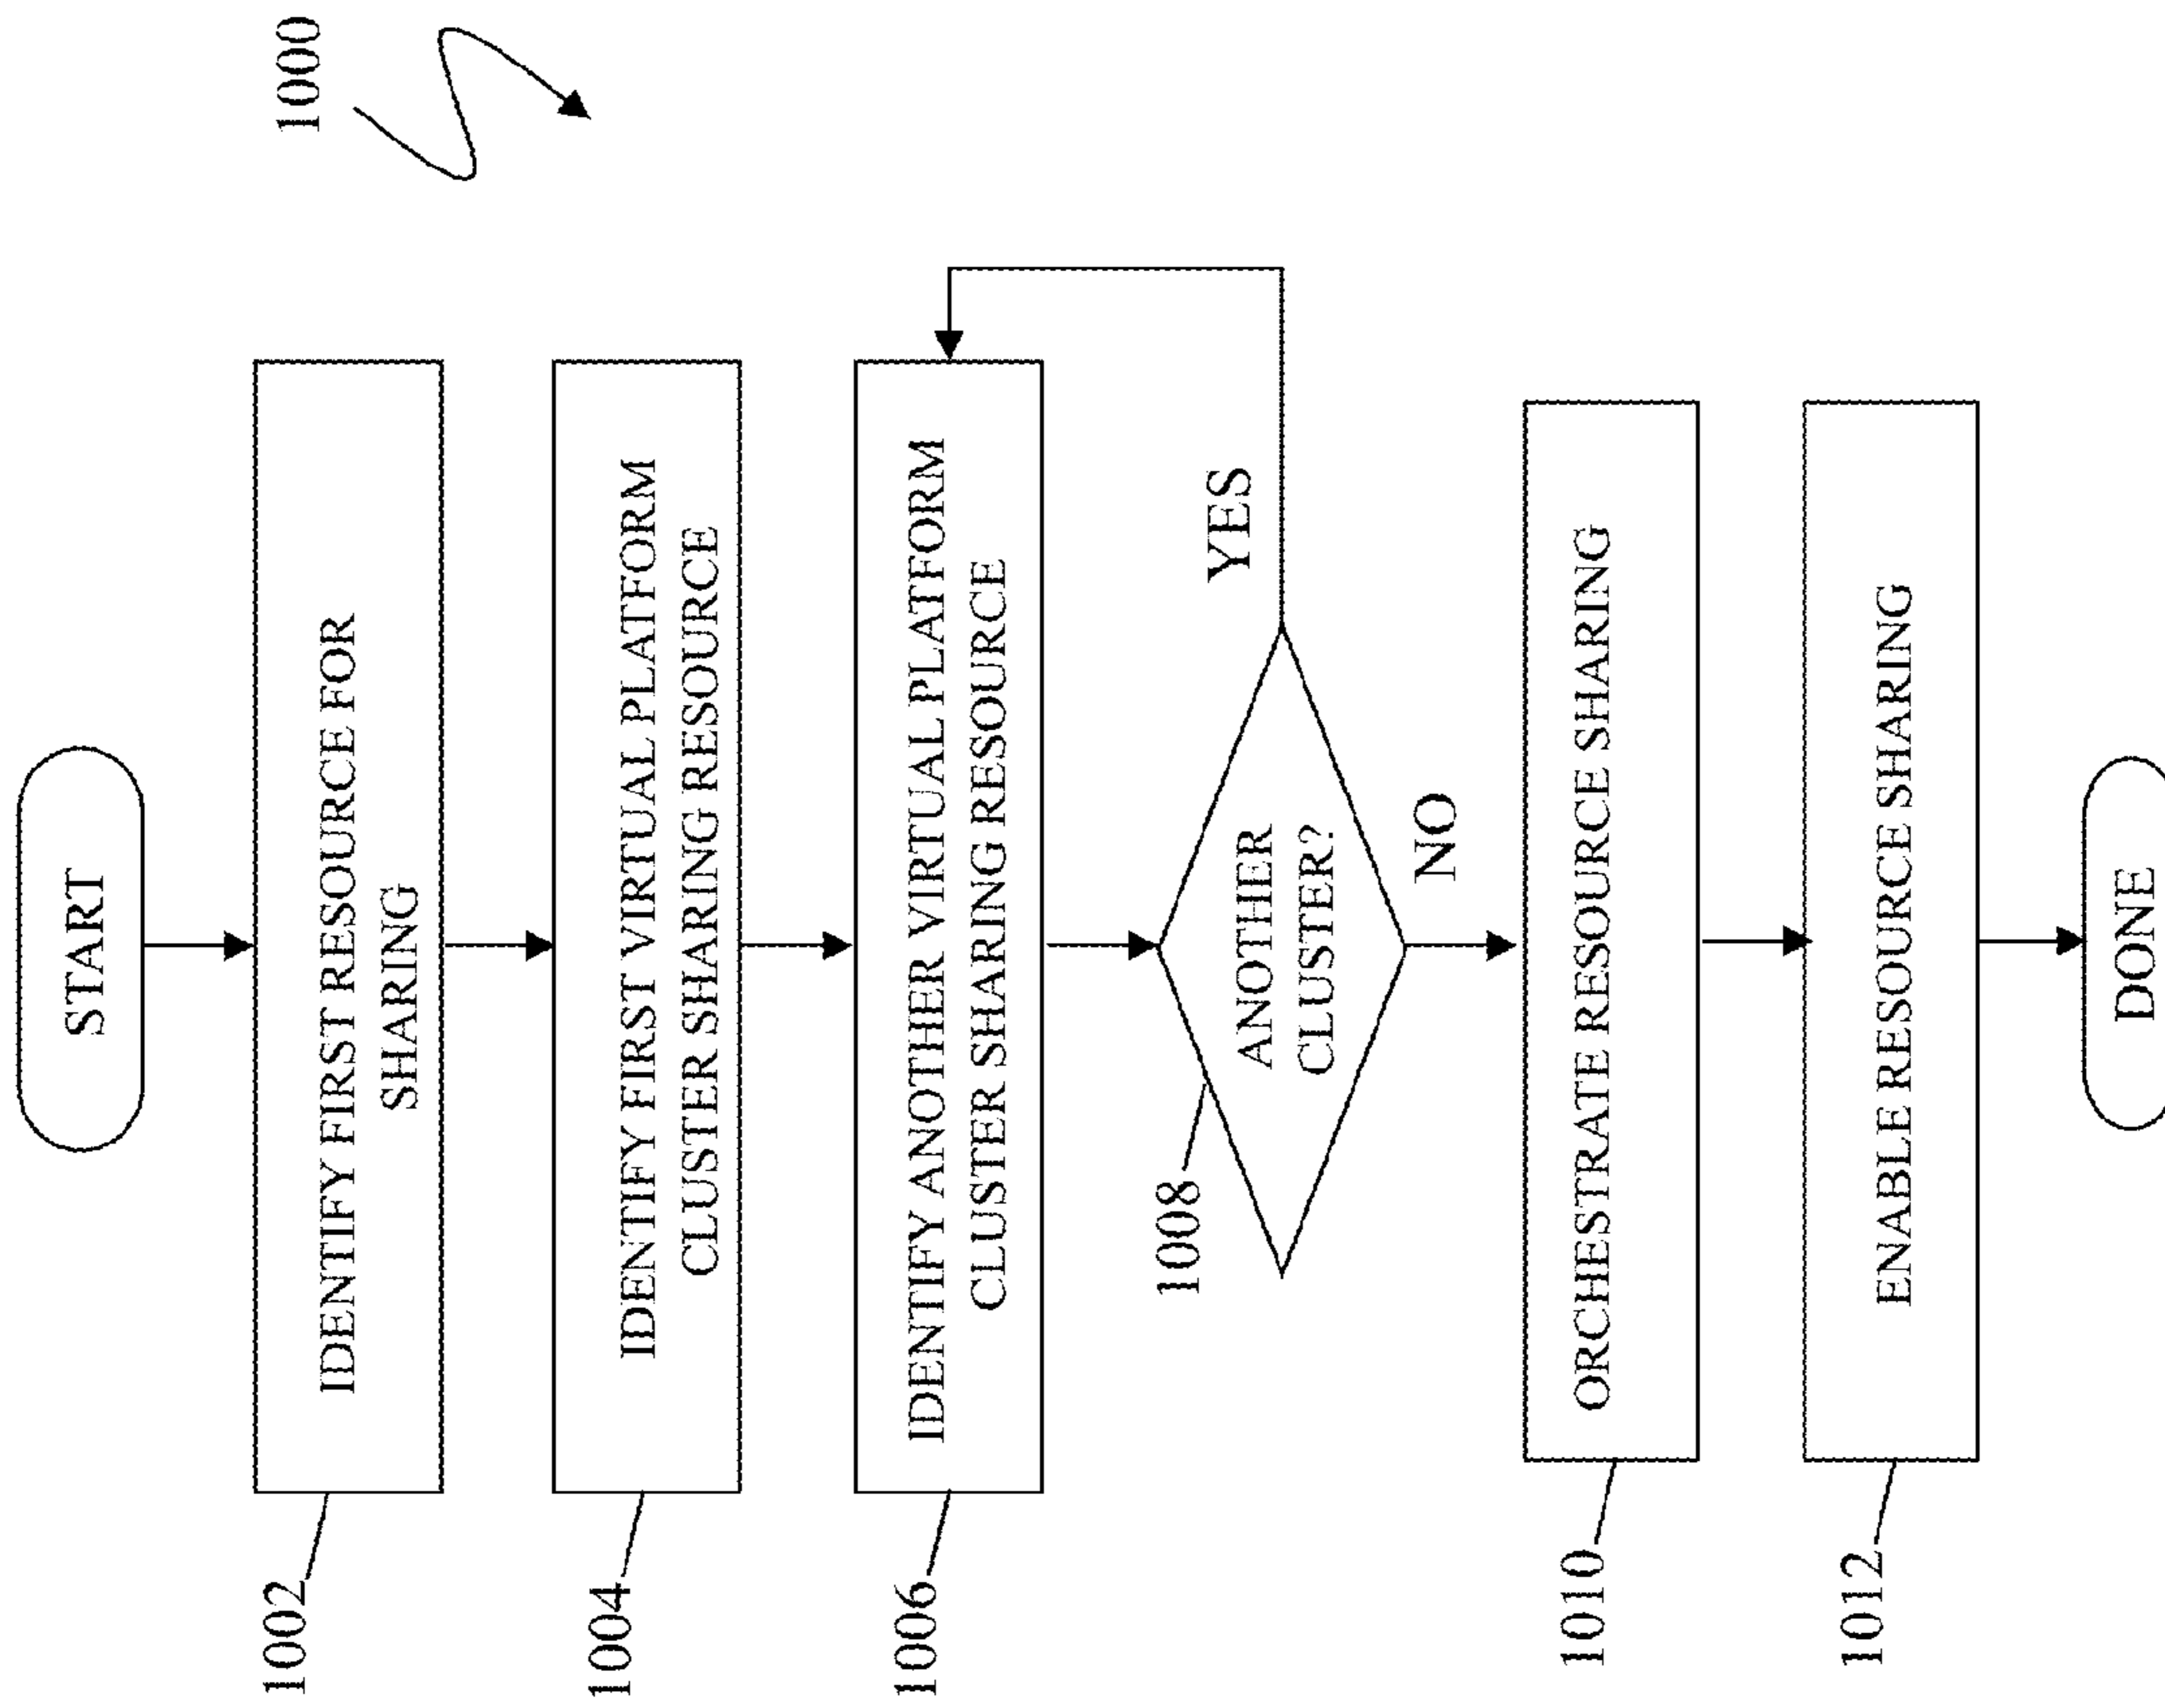 1000
START
1002
IDENTIFY FIRST RESOURCE FOR
SHARING
1004
IDENTIFY FIRST VIRTUAL PLATFORM
CLUSTER SHARING RESOURCE
1006
IDENTIFY ANOTHER VIRTUAL PLATFORM
CLUSTER SHARING RESOURCE
1008
ANOTHER
CLUSTER?
YES
NO
1010
ORCHESTRATE RESOURCE SHARING
1012
ENABLE RESOURCE SHARING
DONE